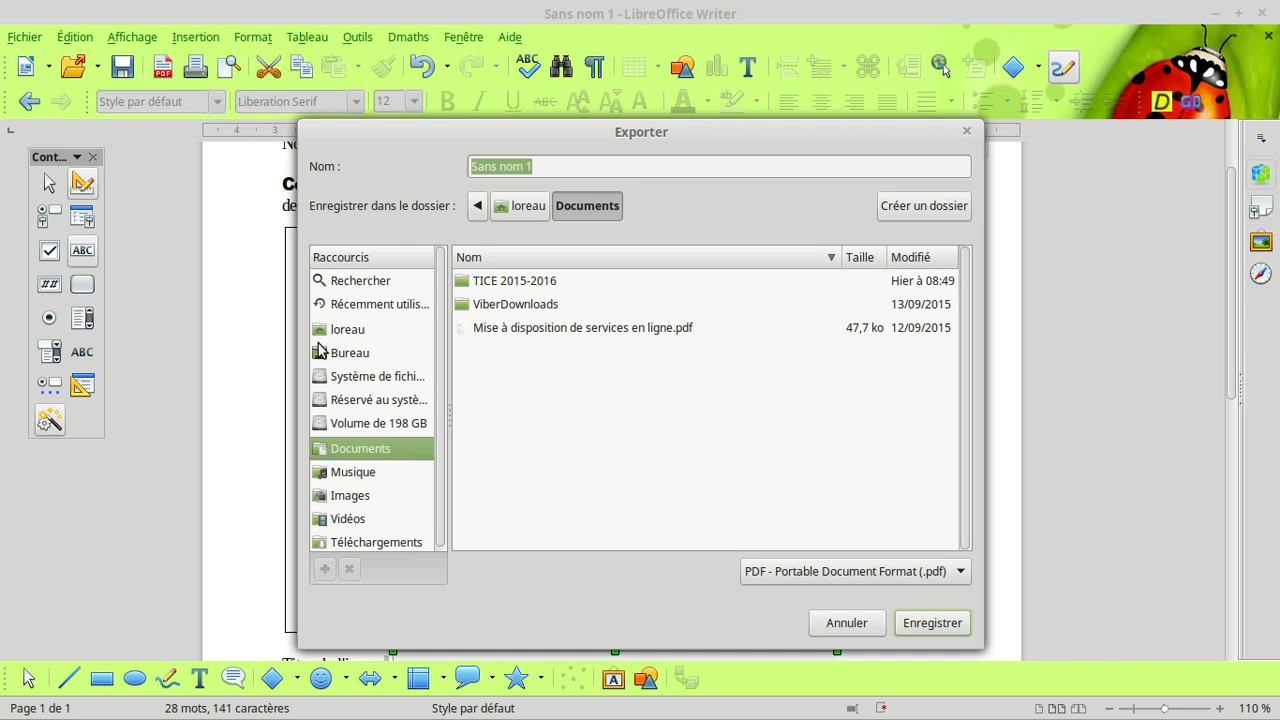 Sans nom 1 - LibreOffice Writer
Fichier Édition Affichage Insertion Format Tableau Outils Dmaths Fenêtre Aide
Style par défaut Liberation Serif 12
Exporter
Cont...
Nom : Sans nom 1
Enregistrer dans le dossier : loreau Documents Créer un dossier
Raccourcis Nom Taille Modifié
Rechercher TICE 2015-2016 Hier à 08:49
Récemment utilis... ViberDownloads 13/09/2015
loreau Mise à disposition de services en ligne.pdf 47,7 ko 12/09/2015
Bureau
Système de fichi...
Réservé au systè...
Volume de 198 GB
Documents
Musique
Images
Vidéos
Téléchargements
PDF - Portable Document Format (.pdf)
Annuler Enregistrer
Page 1 de 1 28 mots, 141 caractères Style par défaut 110 %